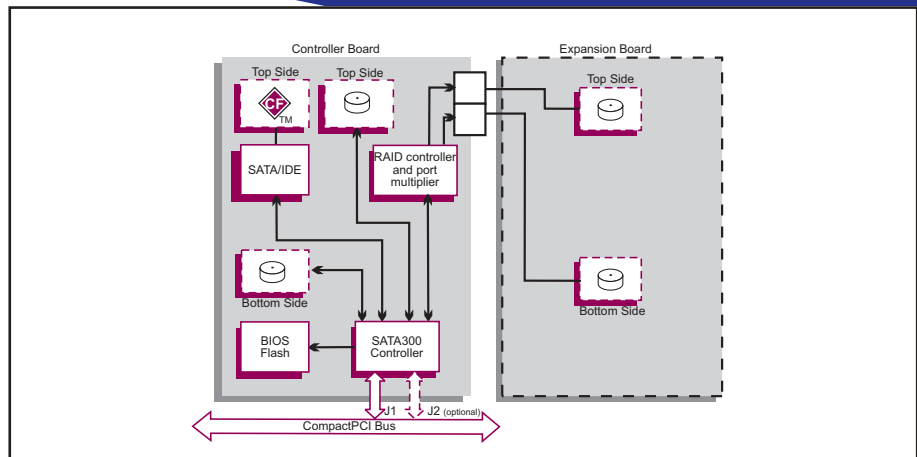 Controller Board
Expansion Board
Top Side
Top Side
Top Side
CF
TM
SATA/IDE
RAID controller
and port
multiplier
Bottom Side
Bottom Side
BIOS
Flash
SATA300
Controller
J1
J2 (optional)
CompactPCI Bus